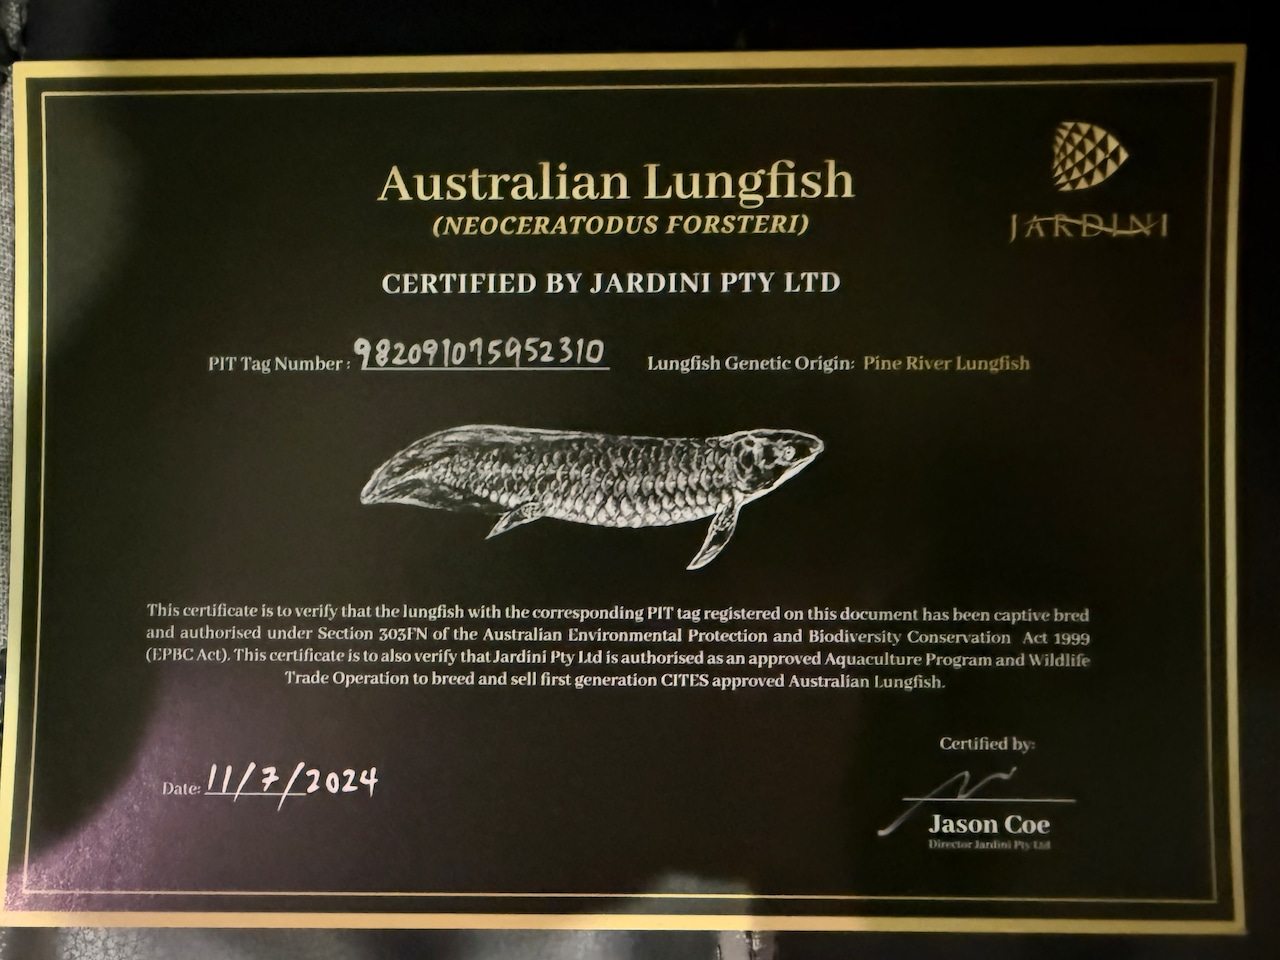 JARDINI
Australian Lungfish
(NEOCERATODUS FORSTERI)
CERTIFIED BY JARDINI PTY LTD
PIT Tag Number: 982091075952310 Lungfish Genetic Origin: Pine River Lungfish
This certificate is to verify that the lungfish with the corresponding PIT tag registered on this document has been captive bred
and authorised under Section 303FN of the Australian Environmental Protection and Biodiversity Conservation Act 1999
(EPBC Act). This certificate is to also verify that Jardini Pty Ltd is authorised as an approved Aquaculture Program and Wildlife
Trade Operation to breed and sell first generation CITES approved Australian Lungfish.
Certified by:
Date: 11/7/2024
Jason Coe
Director Jardini Pty Ltd